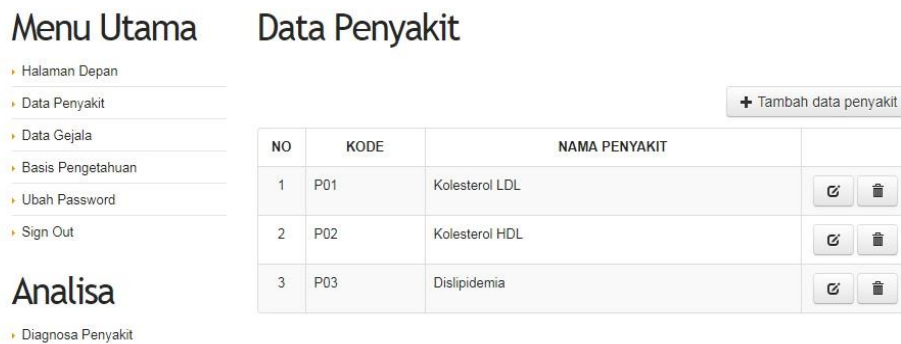 Menu Utama
Halaman Depan
Data Penyakit
Data Gejala
Basis Pengetahuan
Ubah Password
Sign Out
Analisa
Diagnosa Penyakit
Data Penyakit
Tambah data penyakit
NO KODE NAMA PENYAKIT
1 P01 Kolesterol LDL
2 P02 Kolesterol HDL
3 P03 Dislipidemia